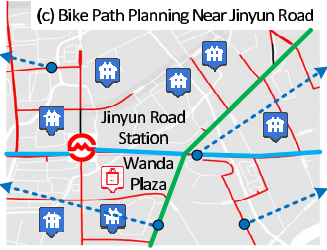 (c) Bike Path Planning Near Jinyun Road
Jinyun Road
Station
Wanda
Plaza